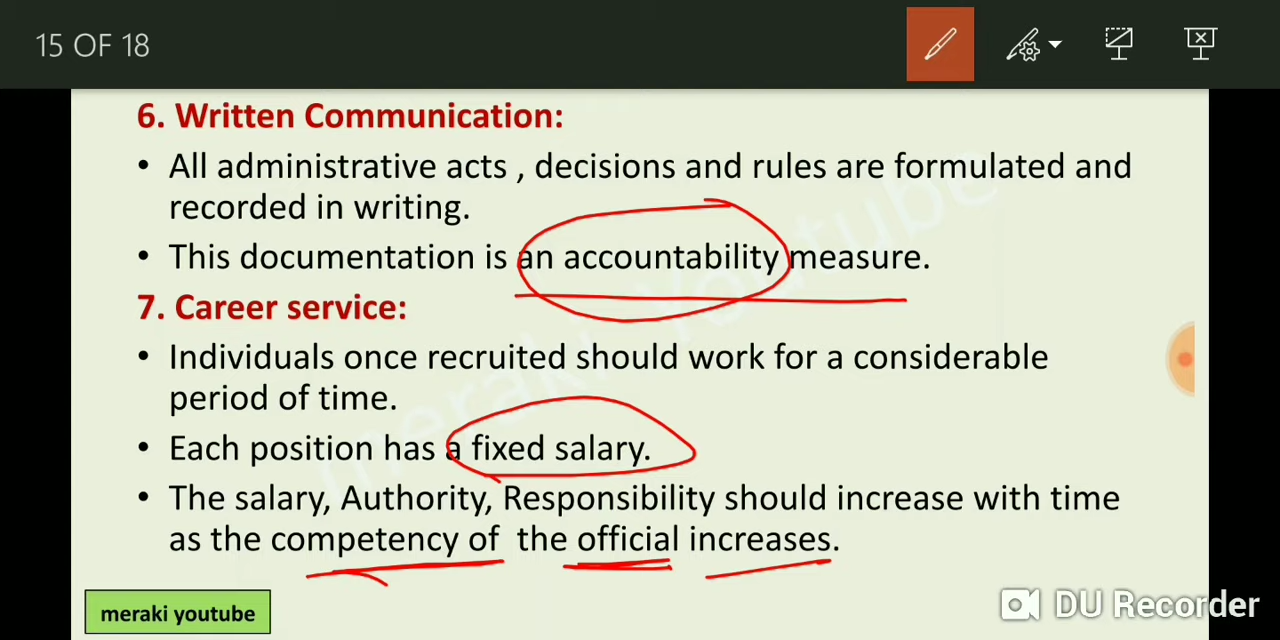 15 OF 18
6. Written Communication:
• All administrative acts , decisions and rules are formulated and
recorded in writing.
• This documentation is an accountability measure.
7. Career service:
• Individuals once recruited should work for a considerable
period of time.
• Each position has a fixed salary.
• The salary, Authority, Responsibility should increase with time
as the competency of the official increases.
meraki youtube
meraki youtube
DU Recorder